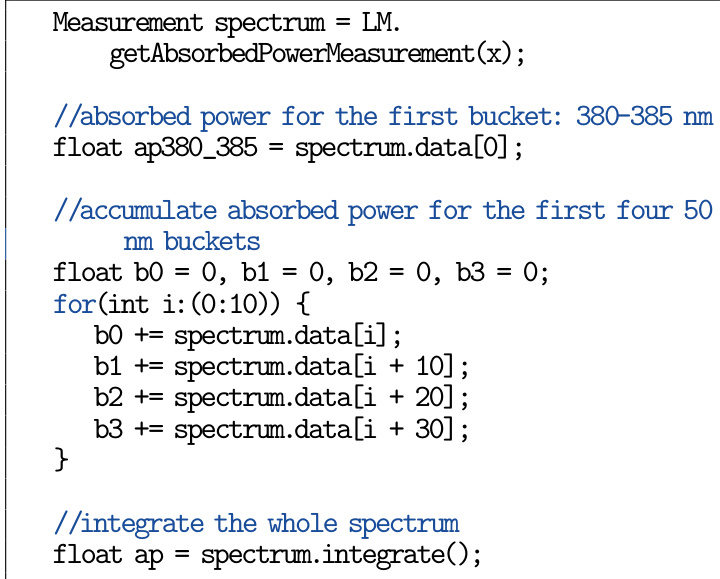 Measurement spectrum = LM.
getAbsorbedPowerMeasurement(x);
//absorbed power for the first bucket: 380-385 nm
float ap380_385 = spectrum.data[0];
//accumulate absorbed power for the first four 50
nm buckets
float b0 = 0, b1 = 0, b2 = 0, b3 = 0;
for(int i:(0:10)) {
b0 += spectrum.data[i];
b1 += spectrum.data[i + 10];
b2 += spectrum.data[i + 20];
b3 += spectrum.data[i + 30];
}
//integrate the whole spectrum
float ap = spectrum.integrate();